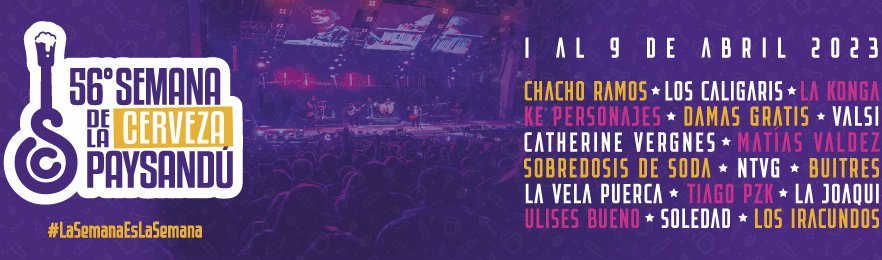 56° SEMANA
DE LA CERVEZA
PAYSANDÚ
#LaSemanaEsLaSemana
1 AL 9 DE ABRIL 2023
CHACHO RAMOS ★ LOS CALIGARIS ★ LA KONGA
KE PERSONAJES ★ DAMAS GRATIS ★ VALSI
CATHERINE VERGNES ★ MATÍAS VALDEZ
SOBREDOSIS DE SODA ★ NTVG ★ BUITRES
LA VELA PUERCA ★ TIAGO PZK ★ LA JOAQUI
ULISES BUENO ★ SOLEDAD ★ LOS IRACUNDOS